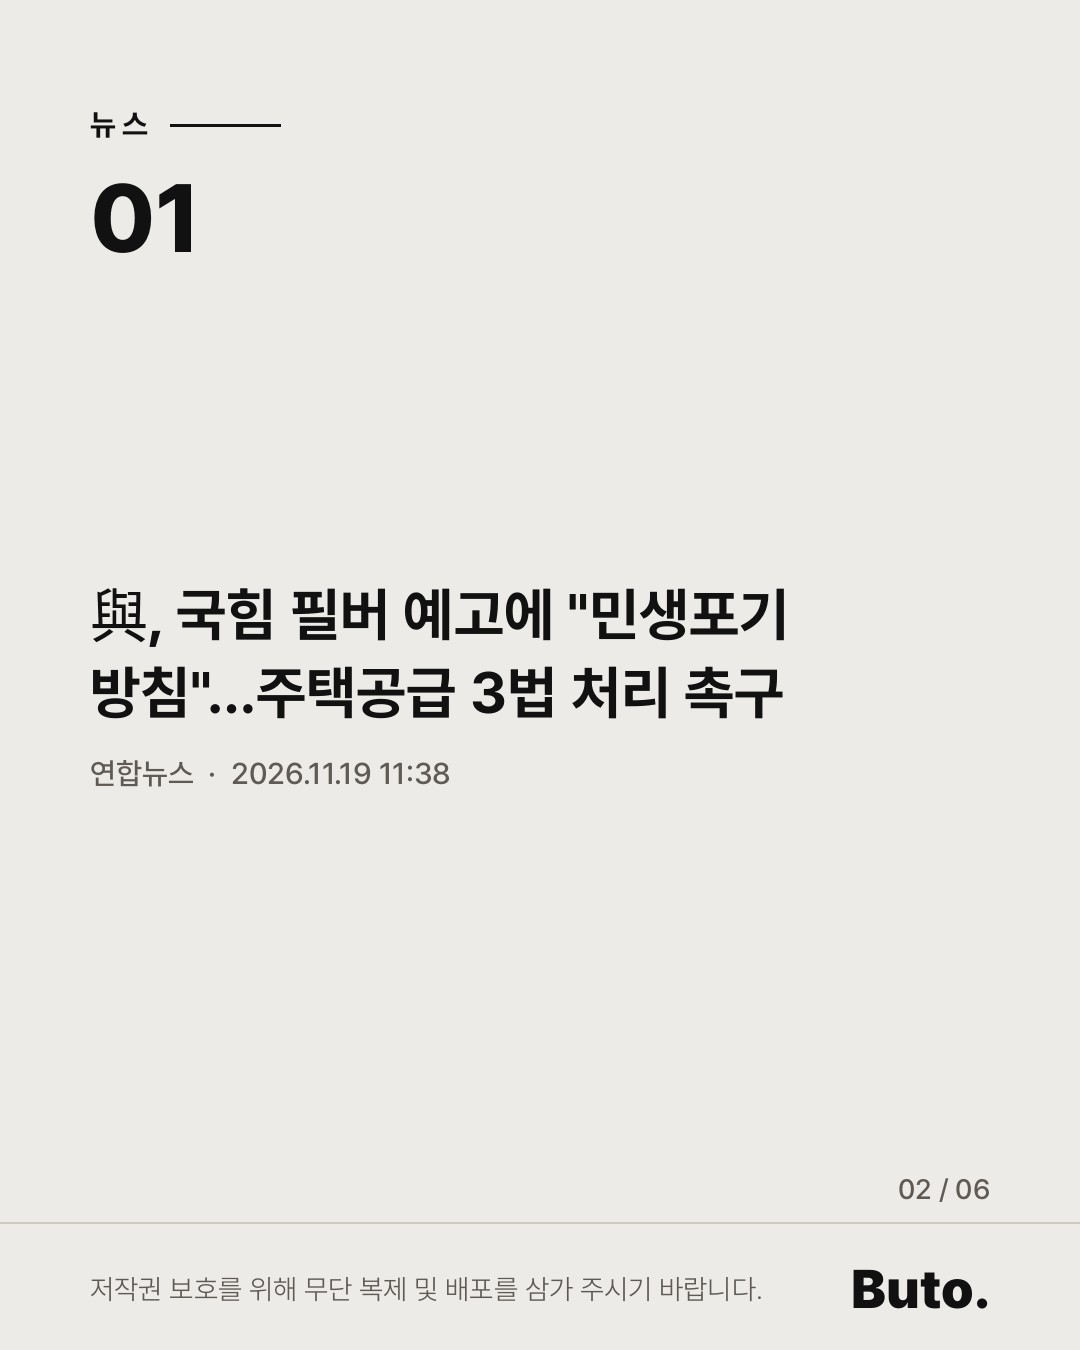 뉴스
01
與, 국힘 필버 예고에 "민생포기
방침"…주택공급 3법 처리 촉구
연합뉴스 · 2026.11.19 11:38
02 / 06
저작권 보호를 위해 무단 복제 및 배포를 삼가 주시기 바랍니다.
Buto.